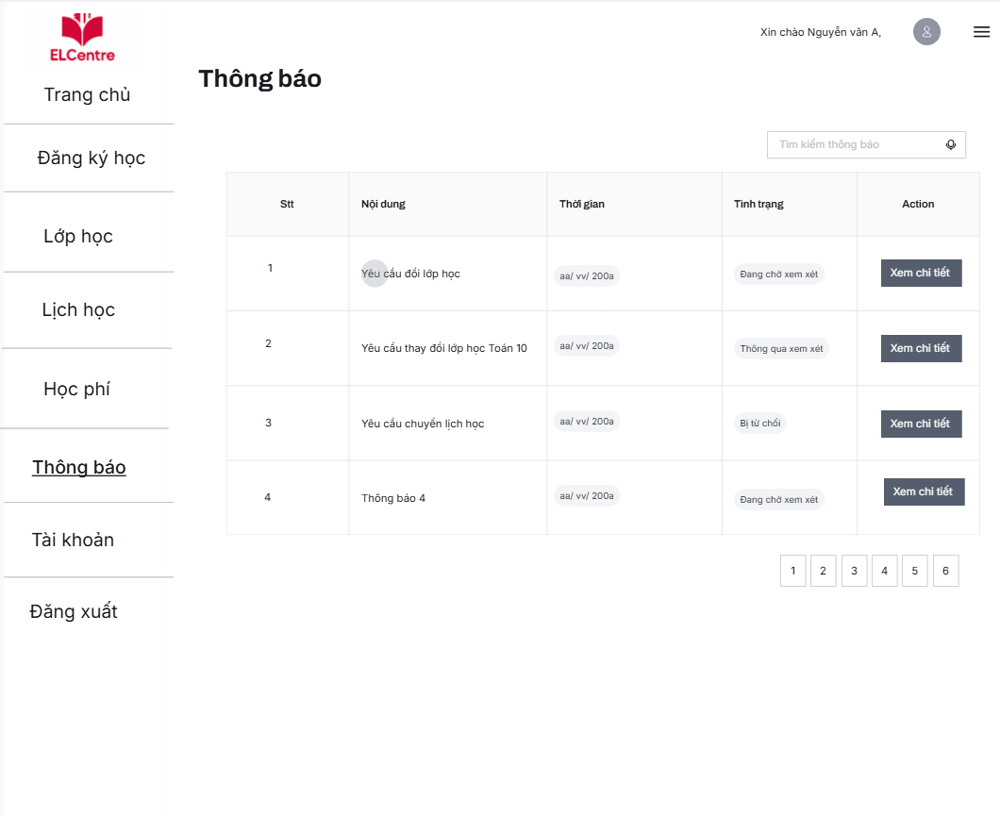 ELCentre
Xin chào Nguyễn văn A,
Thông báo
Trang chủ
Đăng ký học
Lớp học
Lịch học
Học phí
Thông báo
Tài khoản
Đăng xuất
Tìm kiếm thông báo
Stt Nội dung Thời gian Tình trạng Action
1 Yêu cầu đổi lớp học aa/ vv/ 200a Đang chờ xem xét Xem chi tiết
2 Yêu cầu thay đổi lớp học Toán 10 aa/ vv/ 200a Thông qua xem xét Xem chi tiết
3 Yêu cầu chuyển lịch học aa/ vv/ 200a Bị từ chối Xem chi tiết
4 Thông báo 4 aa/ vv/ 200a Đang chờ xem xét Xem chi tiết
1 2 3 4 5 6